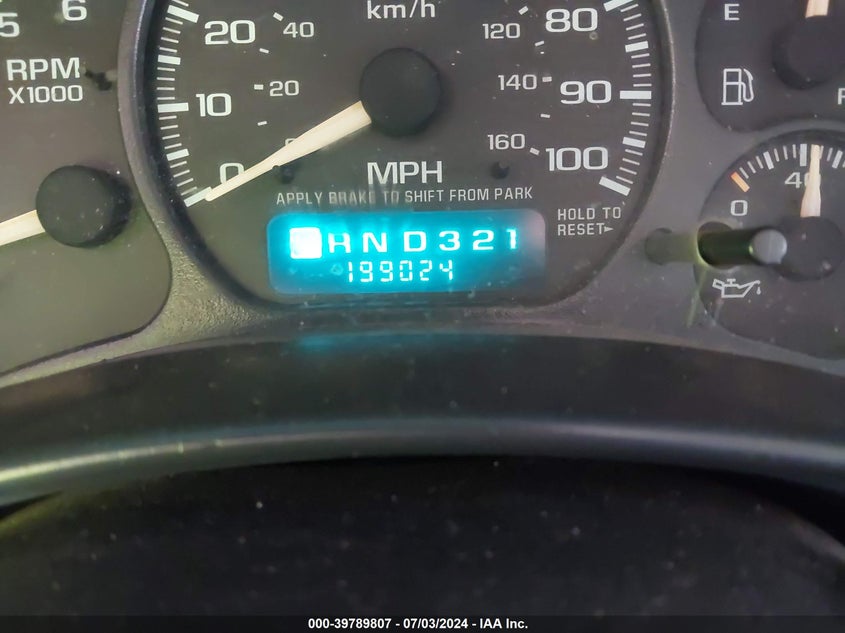 5 6
RPM
X1000
km/h
20 40 120 80
10 20 140 90
0 160 100
MPH
APPLY BRAKE TO SHIFT FROM PARK
HOLD TO
RESET
R N D 3 2 1
199024
E
0
000-39789807 - 07/03/2024 - IAA Inc.